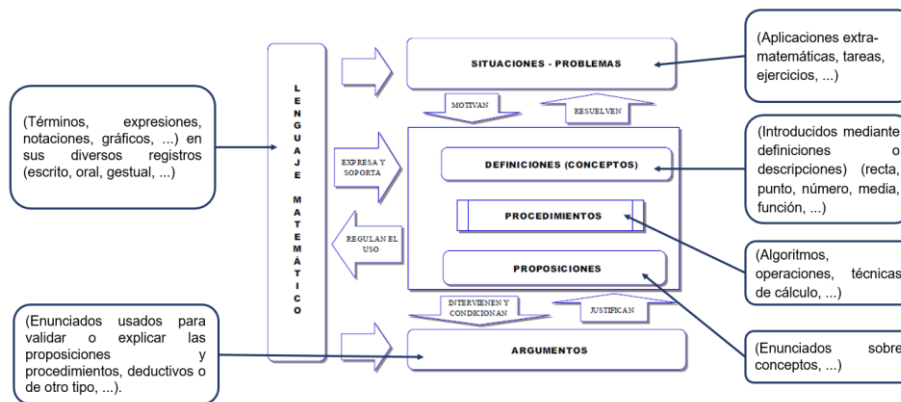 (Aplicaciones extra-
matemáticas, tareas,
ejercicios, ...)
SITUACIONES - PROBLEMAS
MOTIVAN
RESUELVEN
(Términos, expresiones,
notaciones, gráficos, ...) en
sus diversos registros
(escrito, oral, gestual, ...)
LENGUAJE MATEMÁTICO
EXPRESA Y
SOPORTA
REGULAN EL
USO
DEFINICIONES (CONCEPTOS)
PROCEDIMIENTOS
PROPOSICIONES
(Introducidos mediante
definiciones o
descripciones) (recta,
punto, número, media,
función, ...)
(Algoritmos,
operaciones, técnicas
de cálculo, ...)
INTERVIENEN Y
CONDICIONAN
JUSTIFICAN
(Enunciados usados para
validar o explicar las
proposiciones y
procedimientos, deductivos o
de otro tipo, ...).
ARGUMENTOS
(Enunciados sobre
conceptos, ...)